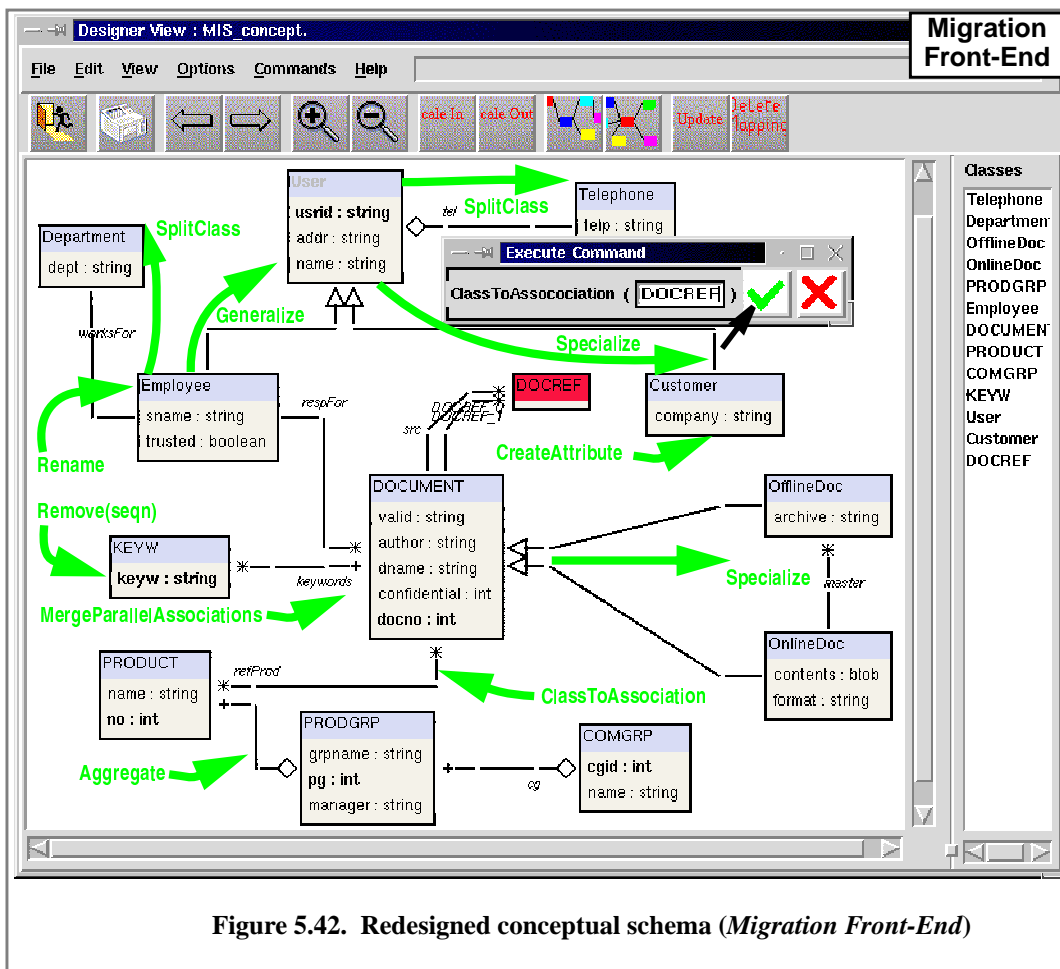 Designer View : MIS_concept.
Migration
Front-End
File Edit View Options Commands Help
cale In
cale Out
Update
DeLeTe
Mapping
Classes
Telephone
Departmen
OfflineDoc
OnlineDoc
PRODGRP
Employee
DOCUMENT
PRODUCT
COMGRP
KEYW
User
Customer
DOCREF
User
usrid : string
addr : string
name : string
SplitClass
tel
Telephone
telp : string
Department
dept : string
SplitClass
Execute Command
ClassToAssocociation ( DOCREF )
Generalize
worksFor
Specialize
Employee
sname : string
trusted : boolean
respFor
DOCREF
src
Customer
company : string
Rename
CreateAttribute
DOCUMENT
valid : string
author : string
dname : string
confidential : int
docno : int
OfflineDoc
archive : string
Remove(seqn)
KEYW
keyw : string
keywords
Specialize
master
MergeParallelAssociations
OnlineDoc
contents : blob
format : string
PRODUCT
name : string
no : int
refProd
ClassToAssociation
PRODGRP
grpname : string
pg : int
manager : string
COMGRP
cgid : int
name : string
cg
Aggregate
Figure 5.42. Redesigned conceptual schema (Migration Front-End)